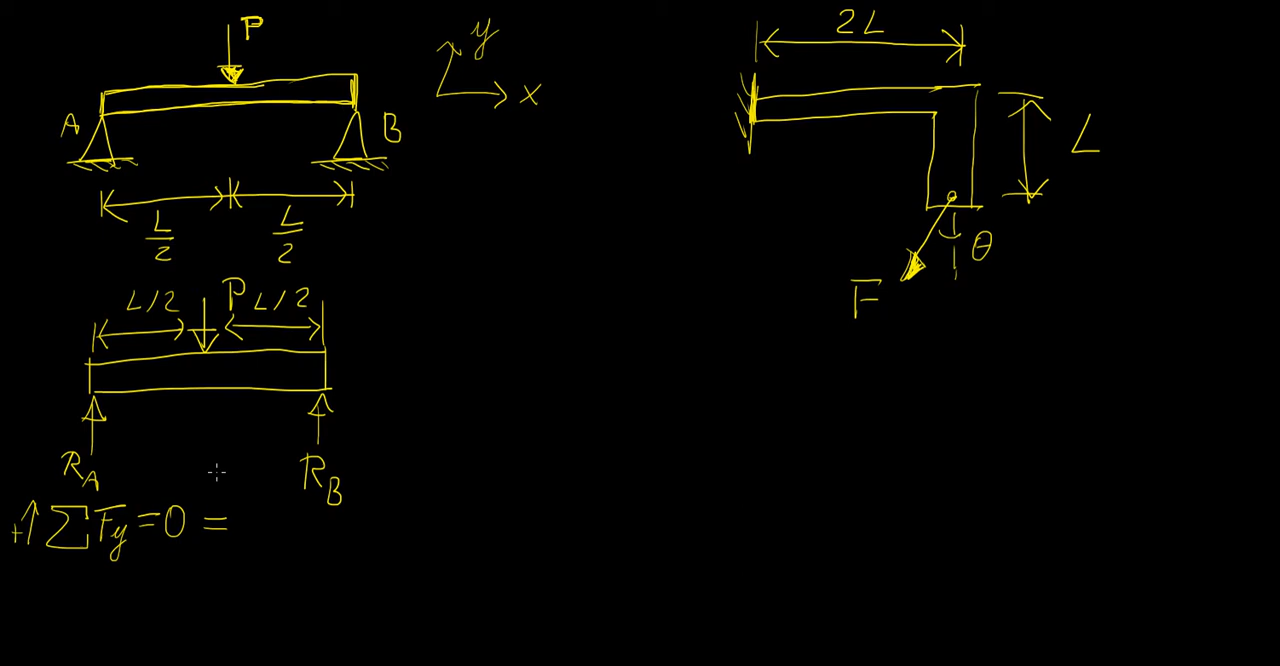 P
y
x
A
B
L/2
L/2
L/2
P
L/2
R_A
R_B
+↑ΣFy=0=
2L
L
θ
F